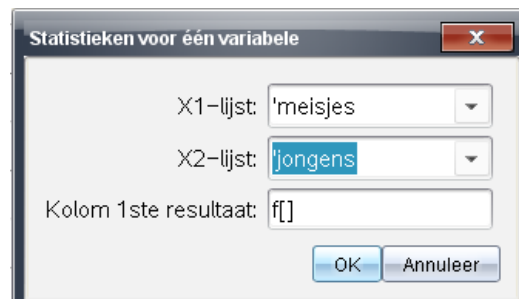 Statistieken voor één variabele
X1-lijst: 'meisjes
X2-lijst: 'jongens
Kolom 1ste resultaat: f[]
OK Annuleer